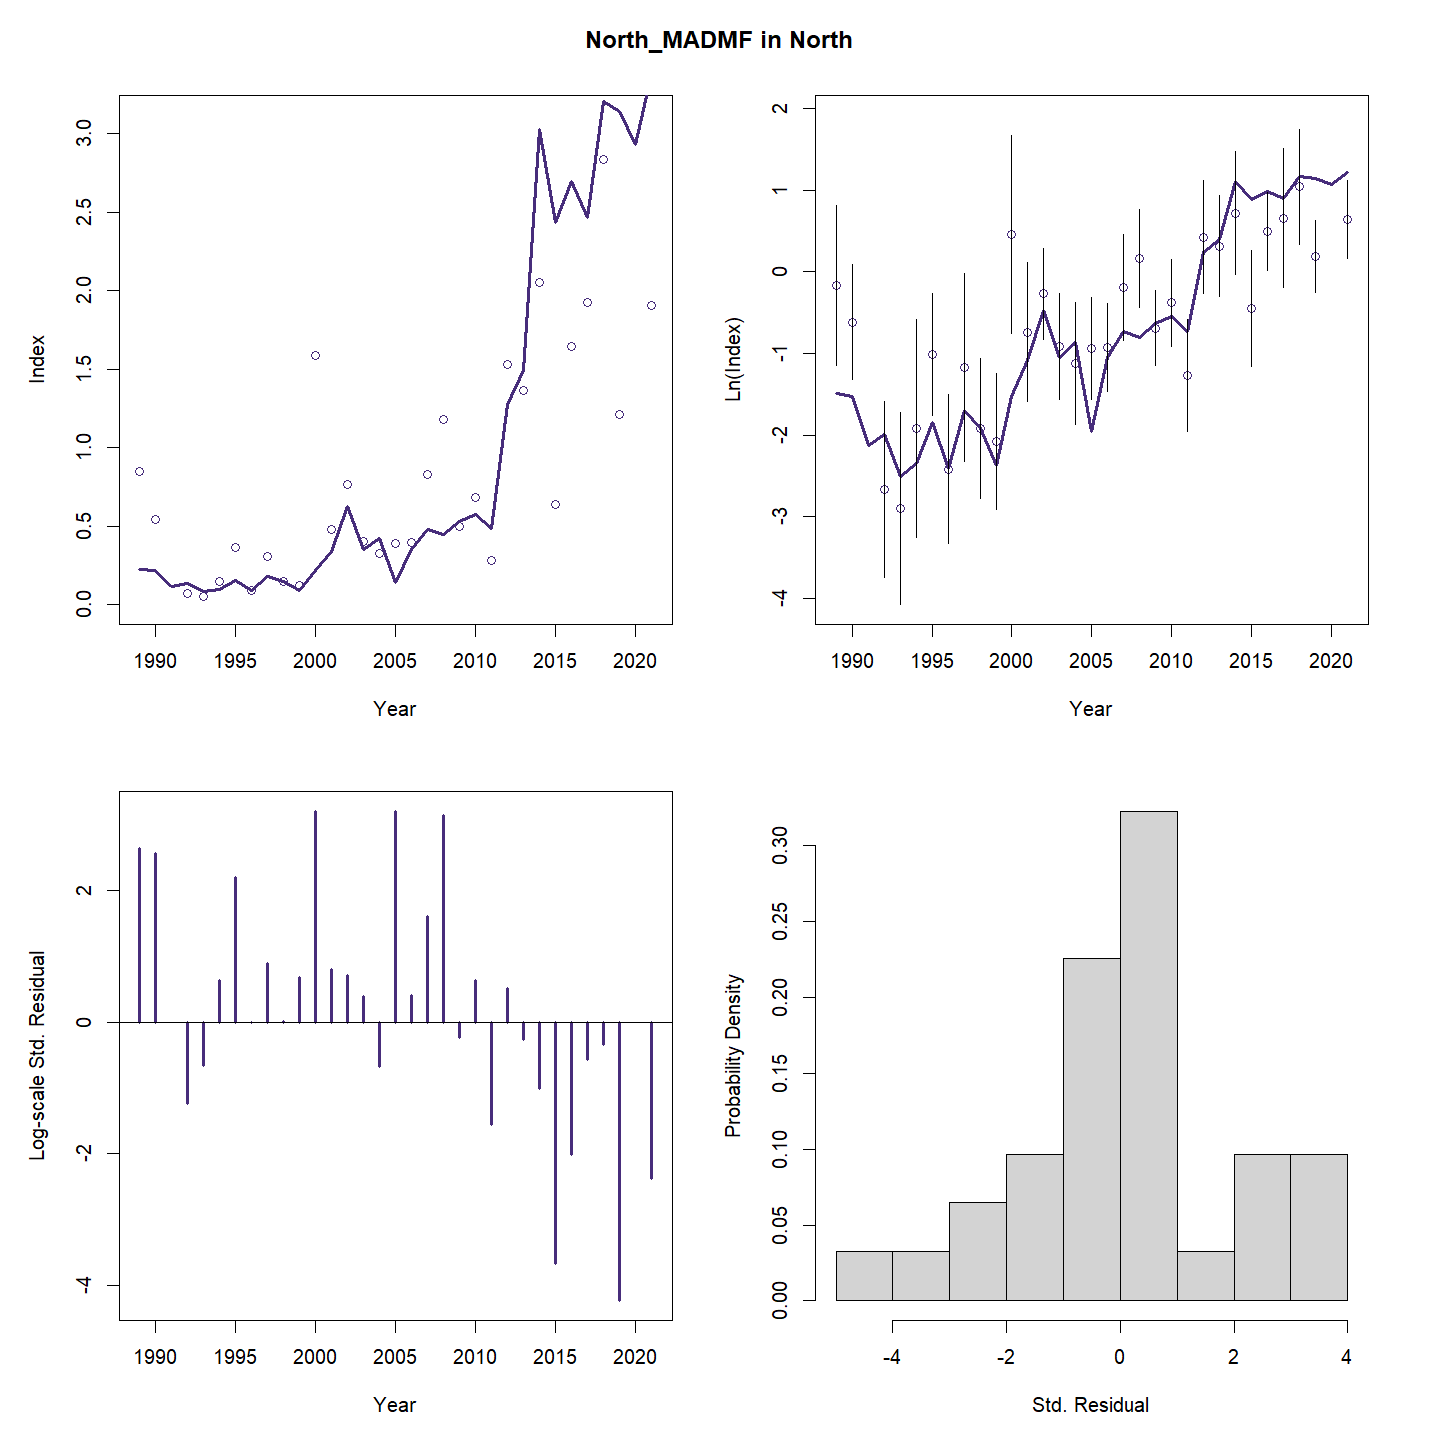 North_MADMF in North
Index
3.0
2.5
2.0
1.5
1.0
0.5
0.0
1990 1995 2000 2005 2010 2015 2020
Year
Ln(Index)
2
1
0
-1
-2
-3
-4
1990 1995 2000 2005 2010 2015 2020
Year
Log-scale Std. Residual
2
0
-2
-4
1990 1995 2000 2005 2010 2015 2020
Year
Probability Density
0.30
0.25
0.20
0.15
0.10
0.05
0.00
-4 -2 0 2 4
Std. Residual